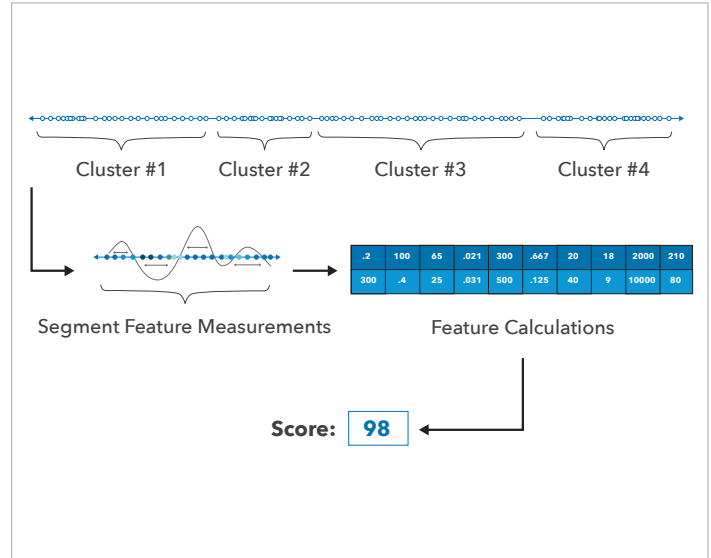 Cluster #1 Cluster #2 Cluster #3 Cluster #4
.2 100 65 .021 300 .667 20 18 2000 210
300 .4 25 .031 500 .125 40 9 10000 80
Segment Feature Measurements Feature Calculations
Score: 98